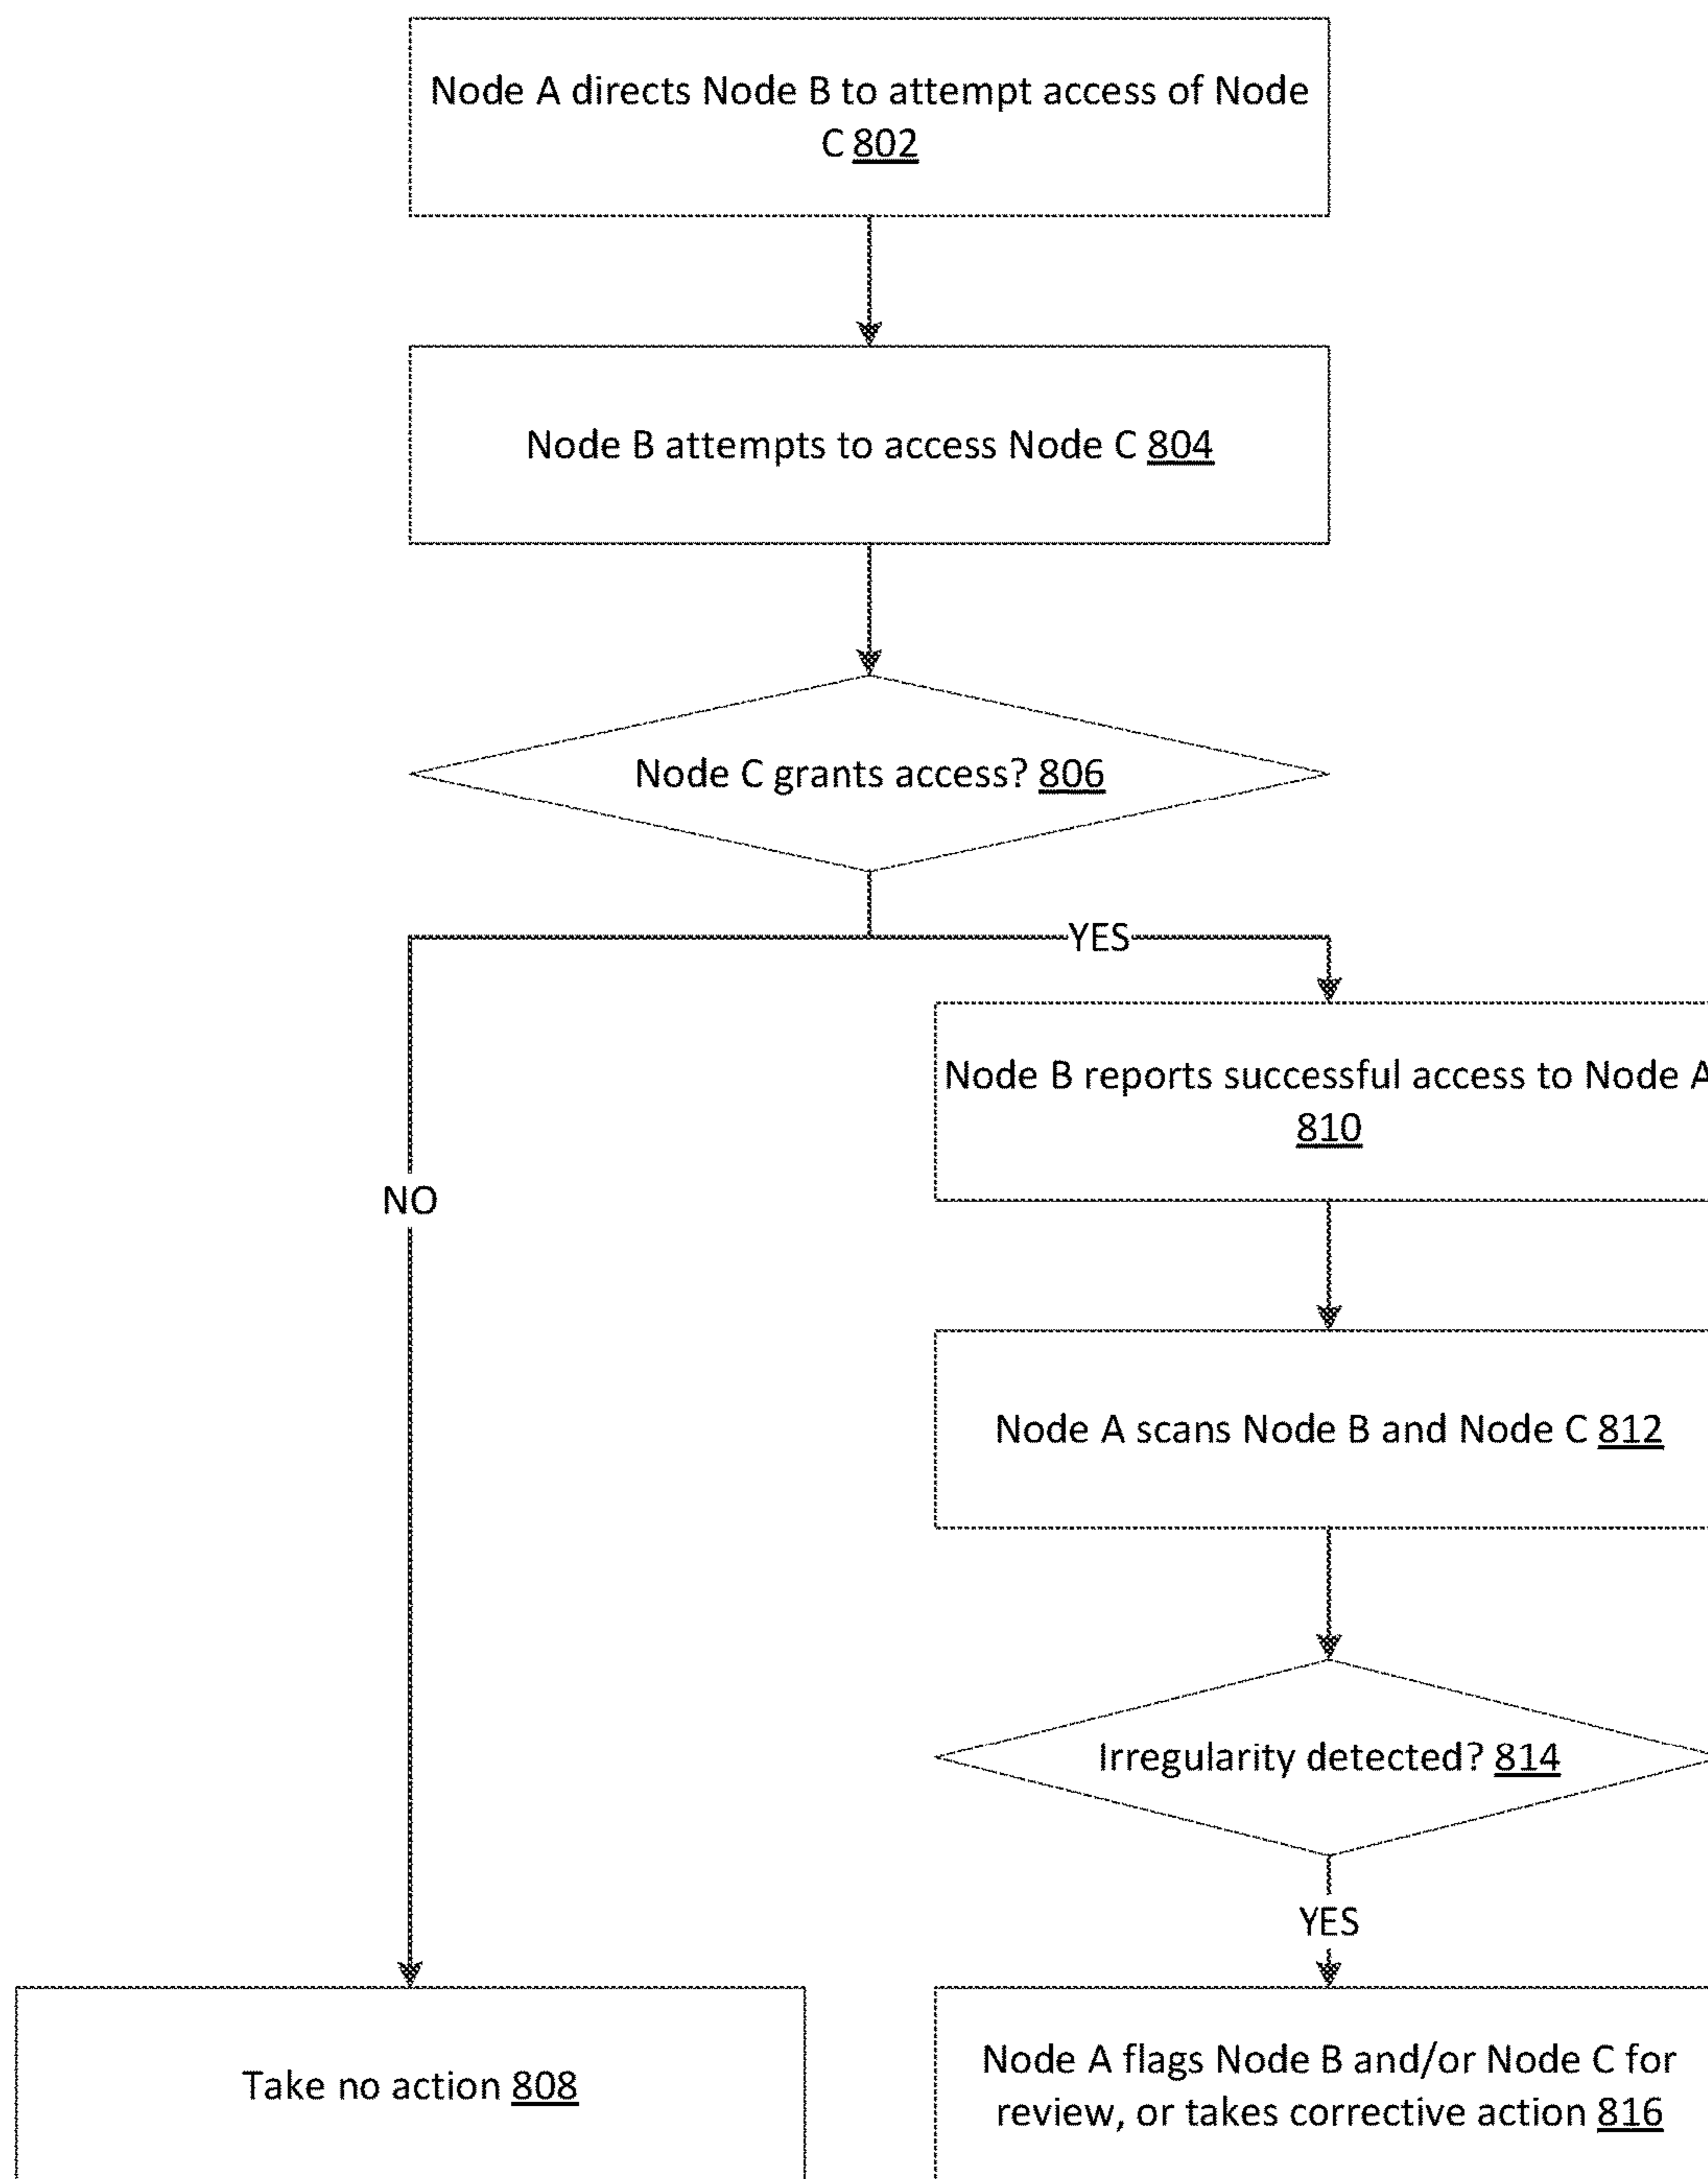 Node A directs Node B to attempt access of Node
C 802
Node B attempts to access Node C 804
Node C grants access? 806
YES
Node B reports successful access to Node A
810
NO
Node A scans Node B and Node C 812
Irregularity detected? 814
YES
Take no action 808
Node A flags Node B and/or Node C for
review, or takes corrective action 816